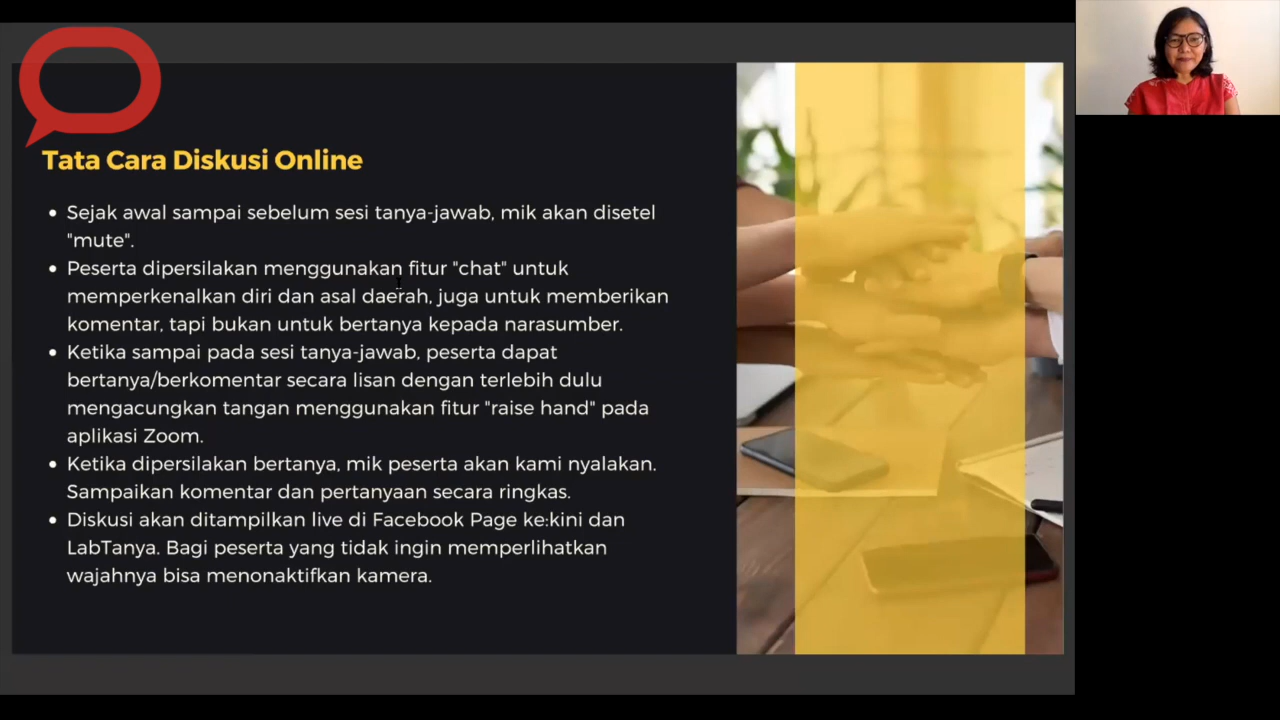 Tata Cara Diskusi Online
• Sejak awal sampai sebelum sesi tanya-jawab, mik akan disetel
"mute".
• Peserta dipersilakan menggunakan fitur "chat" untuk
memperkenalkan diri dan asal daerah, juga untuk memberikan
komentar, tapi bukan untuk bertanya kepada narasumber.
• Ketika sampai pada sesi tanya-jawab, peserta dapat
bertanya/berkomentar secara lisan dengan terlebih dulu
mengacungkan tangan menggunakan fitur "raise hand" pada
aplikasi Zoom.
• Ketika dipersilakan bertanya, mik peserta akan kami nyalakan.
Sampaikan komentar dan pertanyaan secara ringkas.
• Diskusi akan ditampilkan live di Facebook Page ke:kini dan
LabTanya. Bagi peserta yang tidak ingin memperlihatkan
wajahnya bisa menonaktifkan kamera.